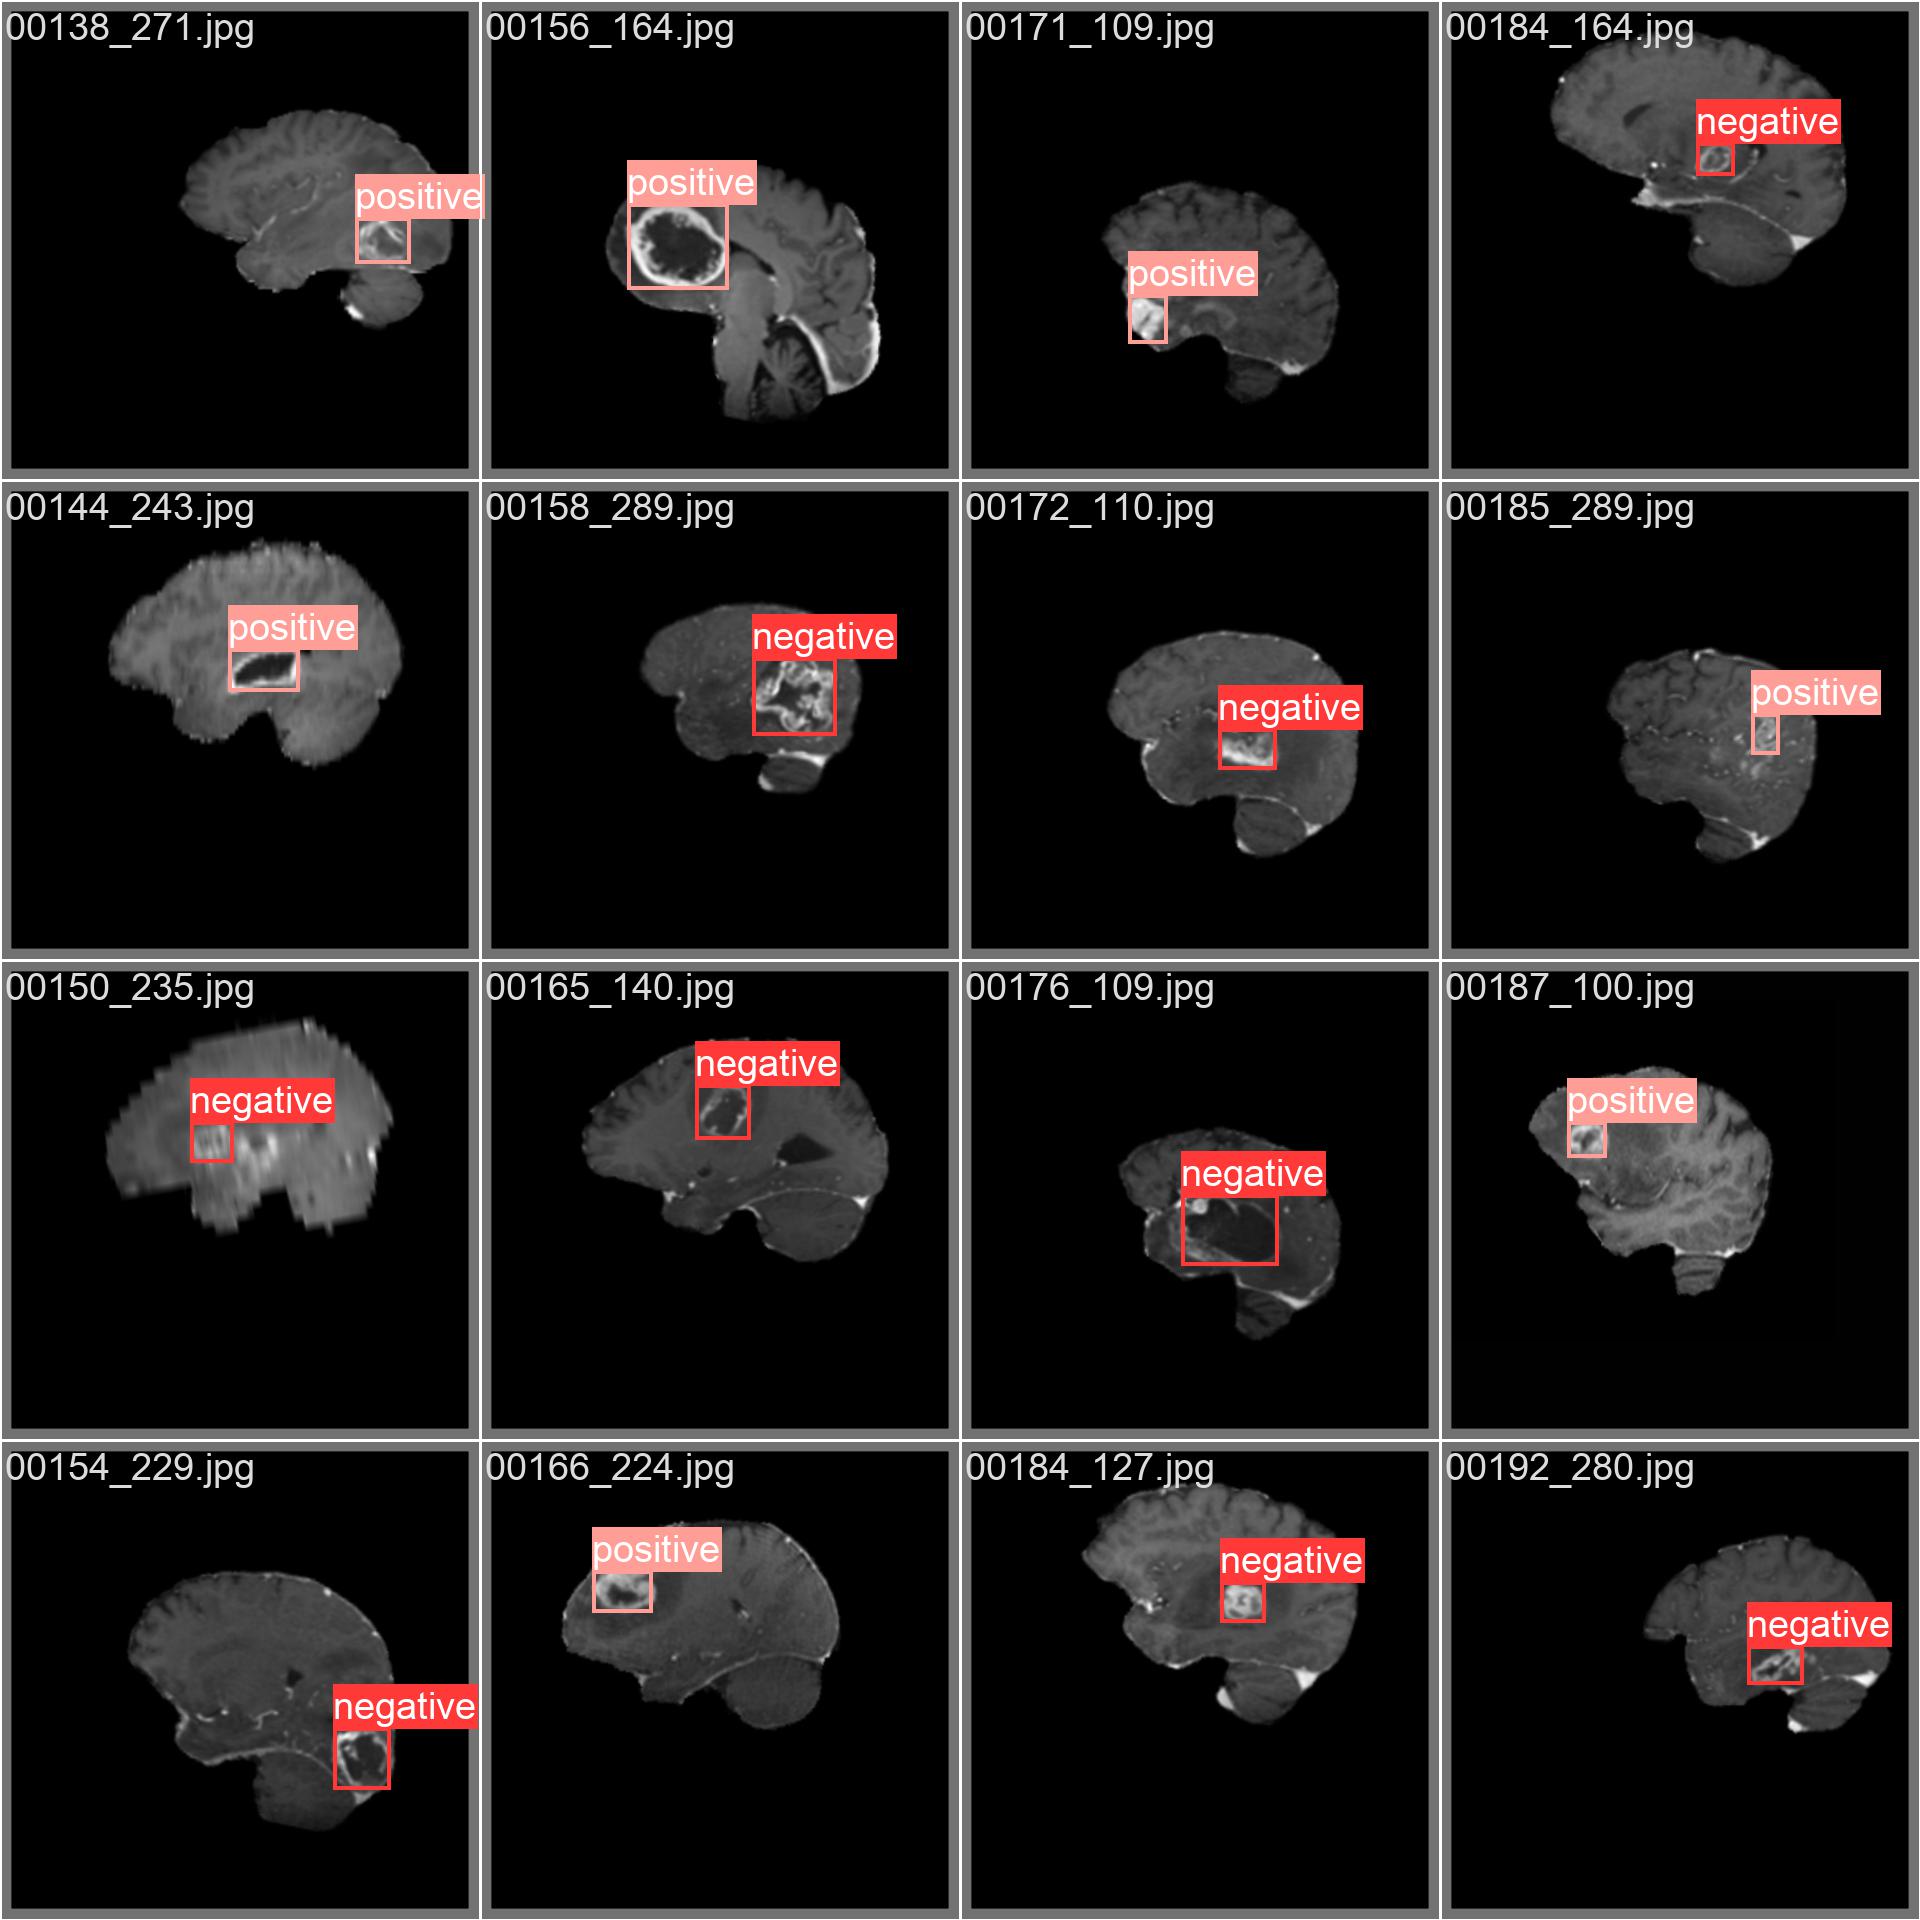 00138_271.jpg
00156_164.jpg
00171_109.jpg
00184_164.jpg
positive
positive
positive
negative
00144_243.jpg
00158_289.jpg
00172_110.jpg
00185_289.jpg
positive
negative
negative
positive
00150_235.jpg
00165_140.jpg
00176_109.jpg
00187_100.jpg
negative
negative
negative
positive
00154_229.jpg
00166_224.jpg
00184_127.jpg
00192_280.jpg
negative
positive
negative
negative